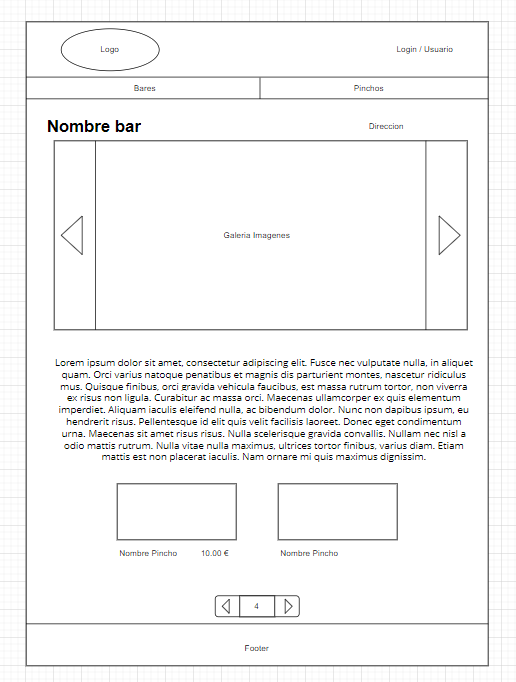 Logo
Login / Usuario
Bares
Pinchos
Nombre bar
Direccion
Galeria Imagenes
Lorem ipsum dolor sit amet, consectetur adipiscing elit. Fusce nec vulputate nulla, in aliquet
quam. Orci varius natoque penatibus et magnis dis parturient montes, nascetur ridiculus
mus. Quisque finibus, orci gravida vehicula faucibus, est massa rutrum tortor, non viverra
ex risus non ligula. Curabitur ac massa orci. Maecenas ullamcorper ex quis elementum
imperdiet. Aliquam iaculis eleifend nulla, ac bibendum dolor. Nunc non dapibus ipsum, eu
hendrerit risus. Pellentesque id elit quis velit facilisis laoreet. Donec eget condimentum
urna. Maecenas sit amet risus risus. Nulla scelerisque gravida convallis. Nullam nec nisl a
odio mattis rutrum. Nulla vitae nulla maximus, ultrices tortor finibus, varius diam. Etiam
mattis est non placerat iaculis. Nam ornare mi quis maximus dignissim.
Nombre Pincho
10.00 €
Nombre Pincho
4
Footer